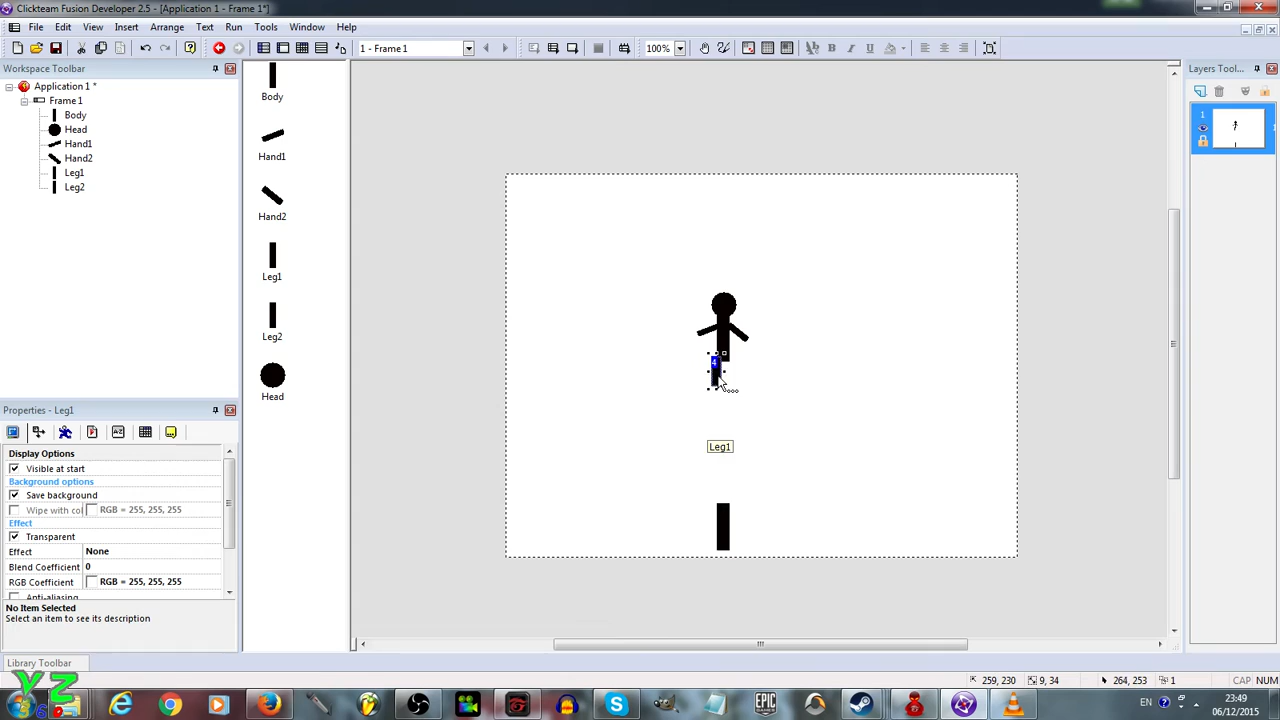 Clickteam Fusion Developer 2.5 - [Application 1 - Frame 1*]
File Edit View Insert Arrange Text Run Tools Window Help
1 - Frame 1
100%
Workspace Toolbar
Application 1 *
Frame 1
Body
Head
Hand1
Hand2
Leg1
Leg2
Body
Hand1
Hand2
Leg1
Leg2
Head
4
Leg1
Layers Tool...
1
Properties - Leg1
Display Options
Visible at start
Background options
Save background
Wipe with col RGB = 255, 255, 255
Effect
Transparent
Effect None
Blend Coefficient 0
RGB Coefficient RGB = 255, 255, 255
Anti-aliasing
No Item Selected
Select an item to see its description
Library Toolbar
259, 230 9, 34 264, 253 1 CAP NUM
YZ
EPIC GAMES
EN
23:49
06/12/2015